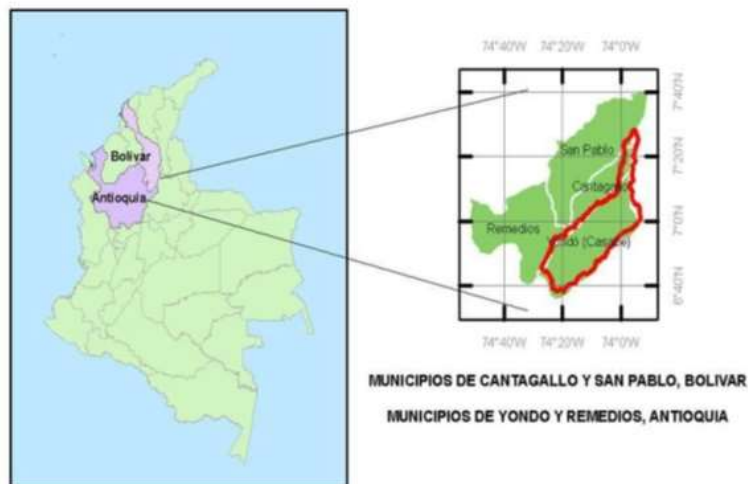 Bolívar
Antioquia
74°40'W 74°20'W 74°0'W
7°40'N
7°20'N
7°0'N
6°40'N
San Pablo
Cantagallo
Remedios
Yondó (Casabe)
74°40'W 74°20'W 74°0'W
MUNICIPIOS DE CANTAGALLO Y SAN PABLO, BOLIVAR
MUNICIPIOS DE YONDO Y REMEDIOS, ANTIOQUIA